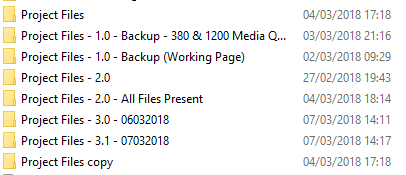 Project Files 04/03/2018 17:18
Project Files - 1.0 - Backup - 380 & 1200 Media Q... 03/03/2018 21:16
Project Files - 1.0 - Backup (Working Page) 02/03/2018 09:29
Project Files - 2.0 27/02/2018 19:43
Project Files - 2.0 - All Files Present 04/03/2018 18:14
Project Files - 3.0 - 06032018 07/03/2018 14:11
Project Files - 3.1 - 07032018 07/03/2018 14:17
Project Files copy 04/03/2018 17:18